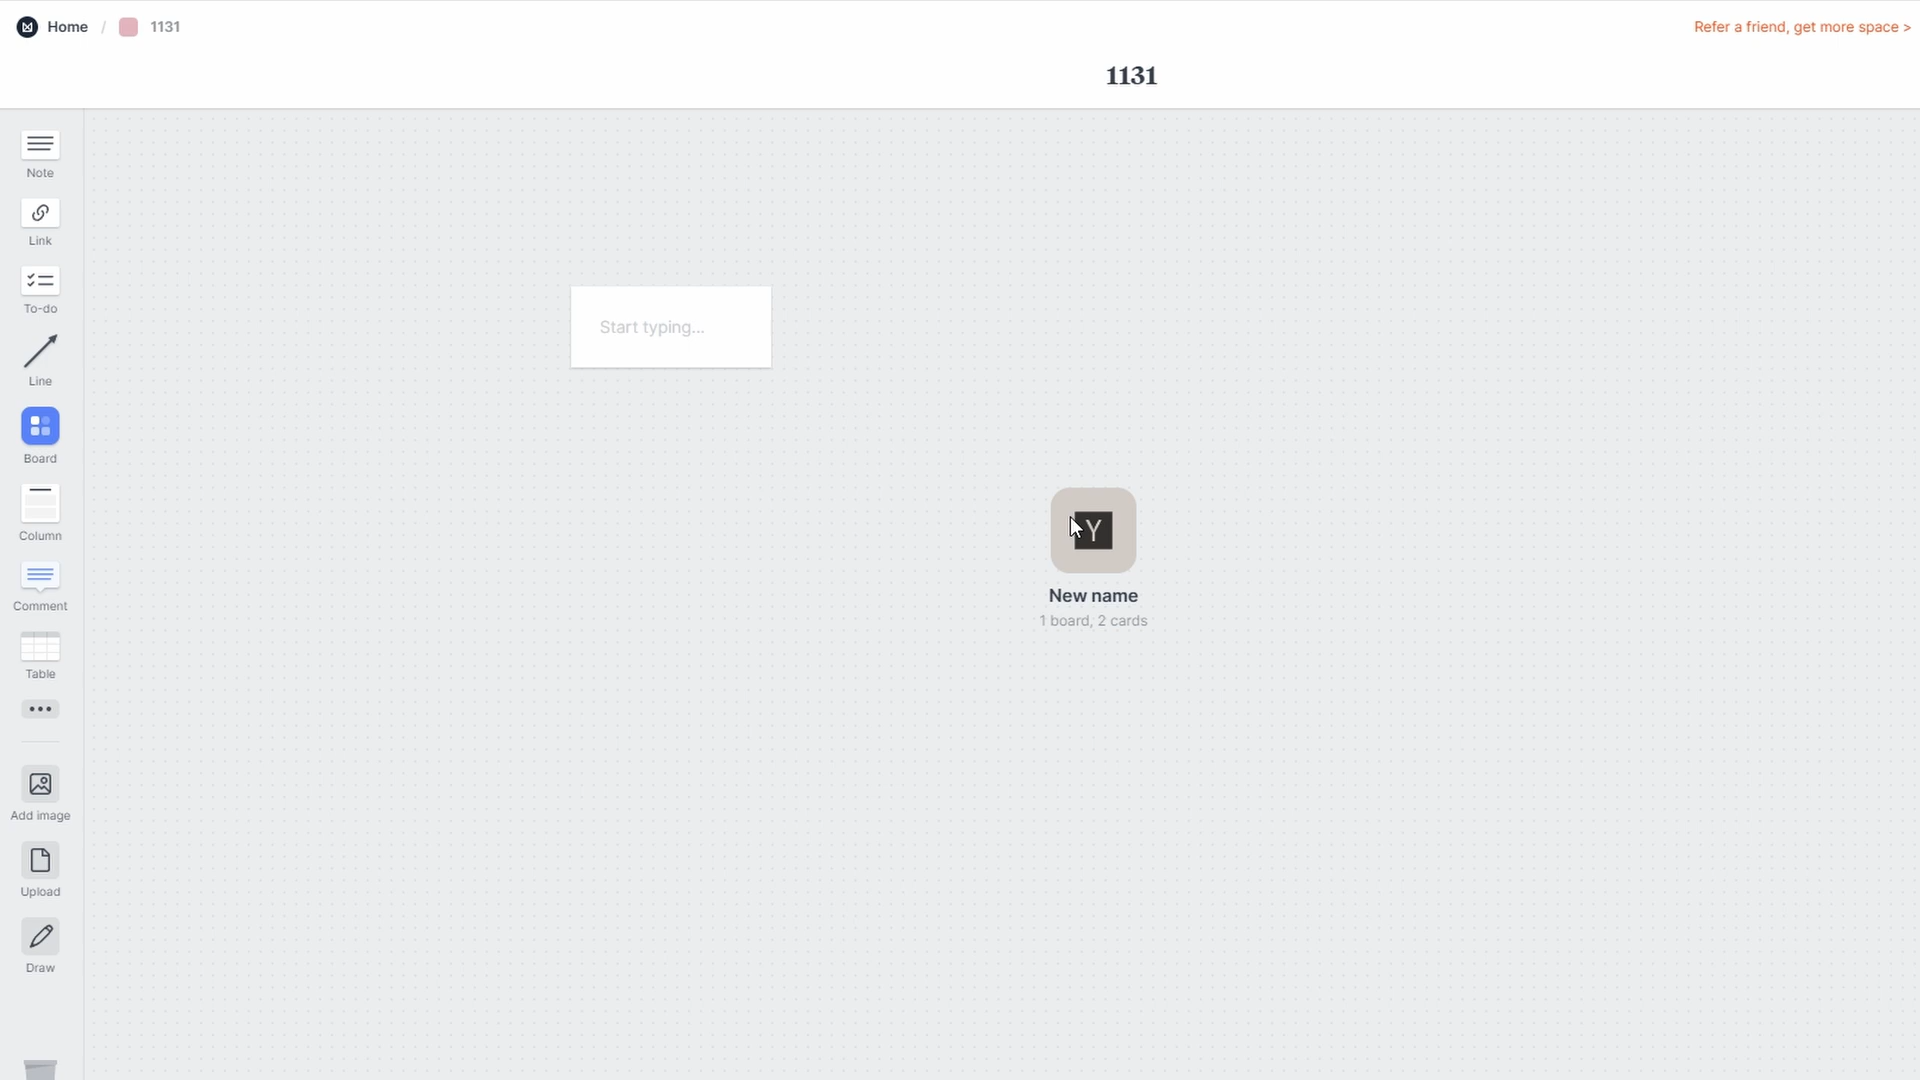 Home / 1131
Refer a friend, get more space >
1131
Note
Link
To-do
Line
Board
Column
Comment
Table
Add image
Upload
Draw
Start typing...
Y
New name
1 board, 2 cards